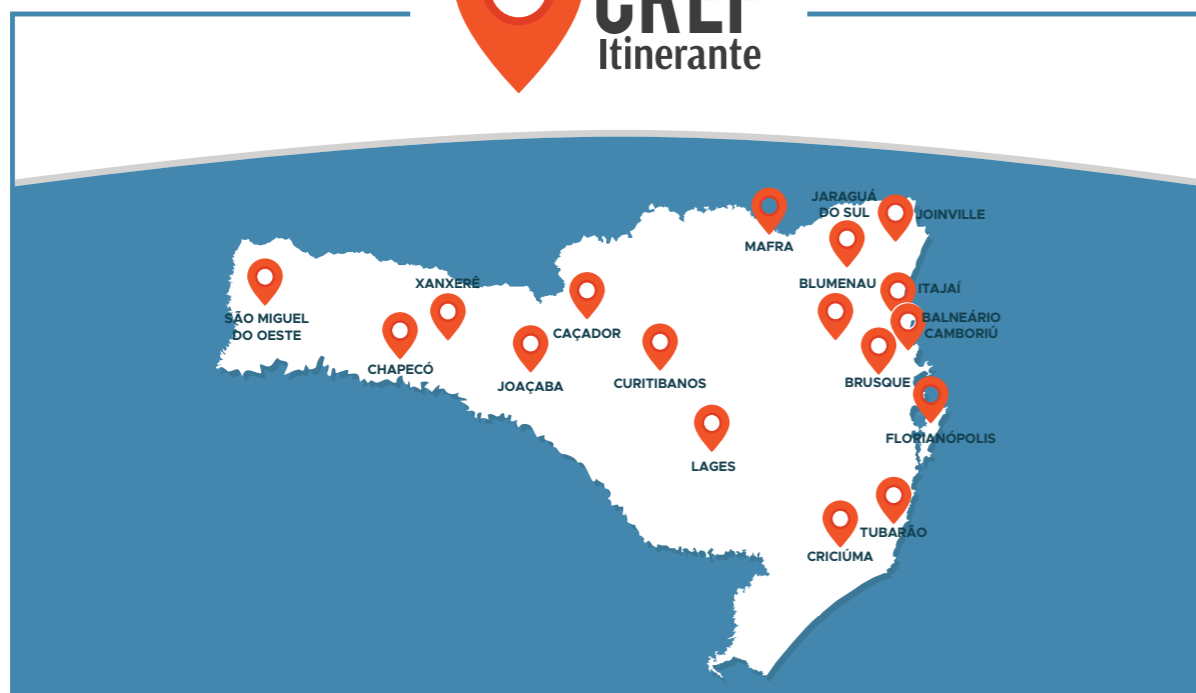 CREF
Itinerante
JARAGUÁ
DO SUL
JOINVILLE
MAFRA
XANXERÊ
BLUMENAU
ITAJAÍ
SÃO MIGUEL
DO OESTE
BALNEÁRIO
CAMBORIÚ
CAÇADOR
CHAPECÓ
JOAÇABA
CURITIBANOS
BRUSQUE
FLORIANÓPOLIS
LAGES
TUBARÃO
CRICIÚMA